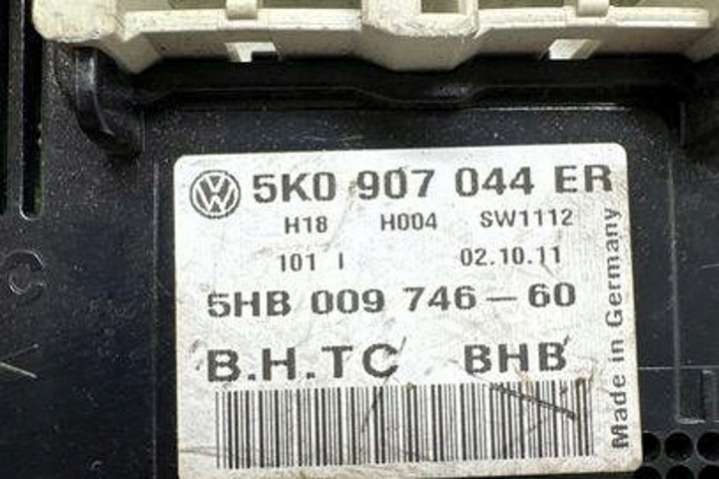 5K0 907 044 ER
H18 H004 SW1112
101 I 02.10.11
5HB 009 746-60
B.H.TC BHB
Made in Germany